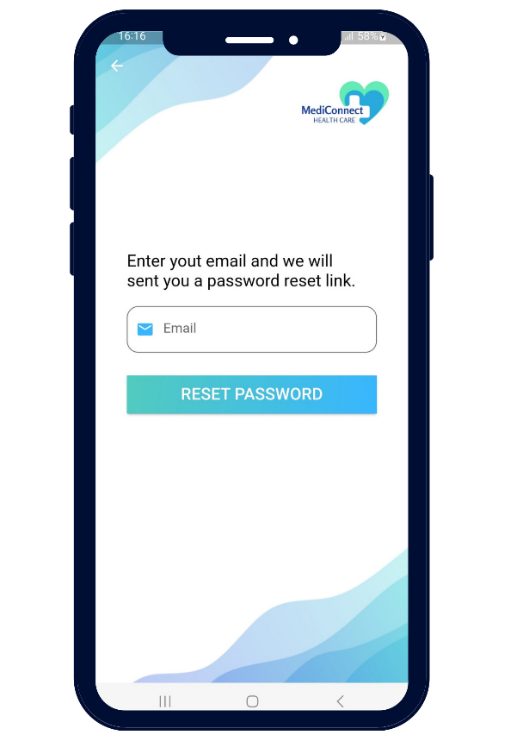 16:16
58%
MediConnect
HEALTH CARE
Enter yout email and we will
sent you a password reset link.
Email
RESET PASSWORD